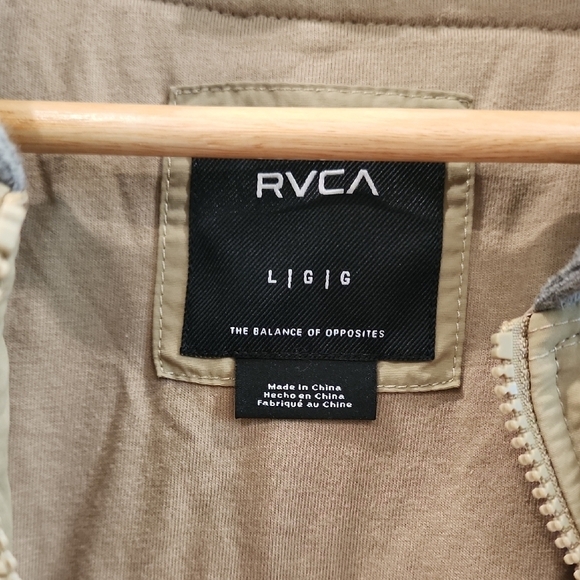 RVCA
L|G|G
THE BALANCE OF OPPOSITES
Made in China
Hecho en China
Fabriqué au Chine